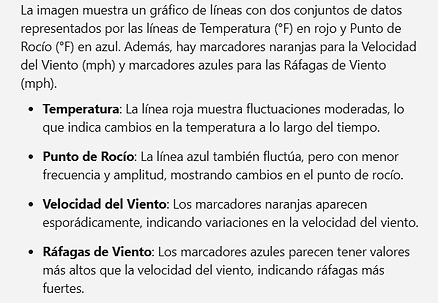 La imagen muestra un gráfico de líneas con dos conjuntos de datos
representados por las líneas de Temperatura (°F) en rojo y Punto de
Rocío (°F) en azul. Además, hay marcadores naranjas para la Velocidad
del Viento (mph) y marcadores azules para las Ráfagas de Viento
(mph).
• Temperatura: La línea roja muestra fluctuaciones moderadas, lo
que indica cambios en la temperatura a lo largo del tiempo.
• Punto de Rocío: La línea azul también fluctúa, pero con menor
frecuencia y amplitud, mostrando cambios en el punto de rocío.
• Velocidad del Viento: Los marcadores naranjas aparecen
esporádicamente, indicando variaciones en la velocidad del viento.
• Ráfagas de Viento: Los marcadores azules parecen tener valores
más altos que la velocidad del viento, indicando ráfagas más
fuertes.